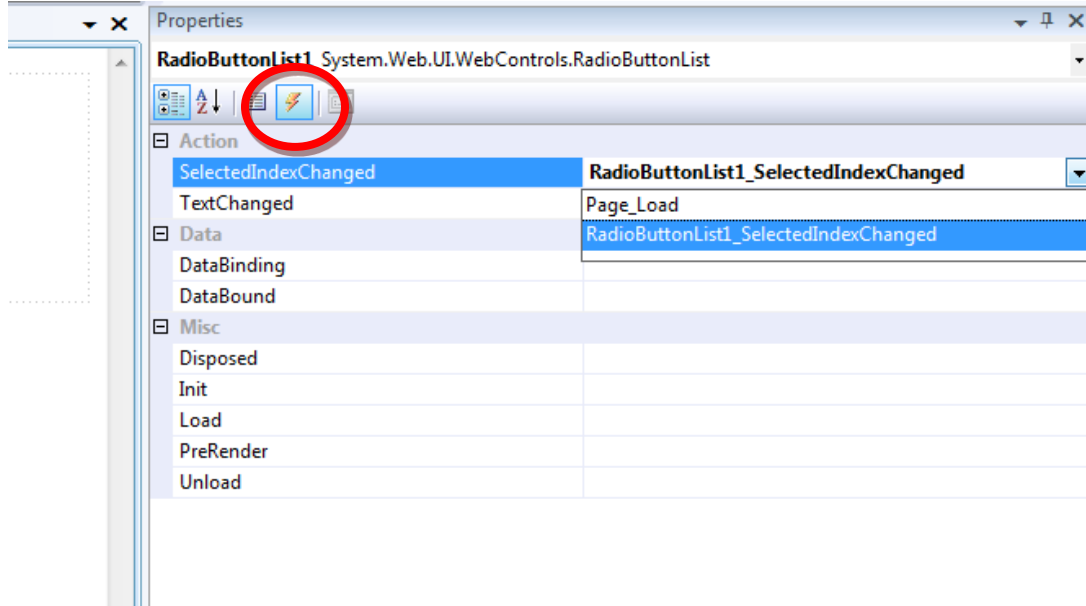 Properties
RadioButtonList1 System.Web.UI.WebControls.RadioButtonList
A
Z
Action
SelectedIndexChanged RadioButtonList1_SelectedIndexChanged
TextChanged Page_Load
Data RadioButtonList1_SelectedIndexChanged
DataBinding
DataBound
Misc
Disposed
Init
Load
PreRender
Unload